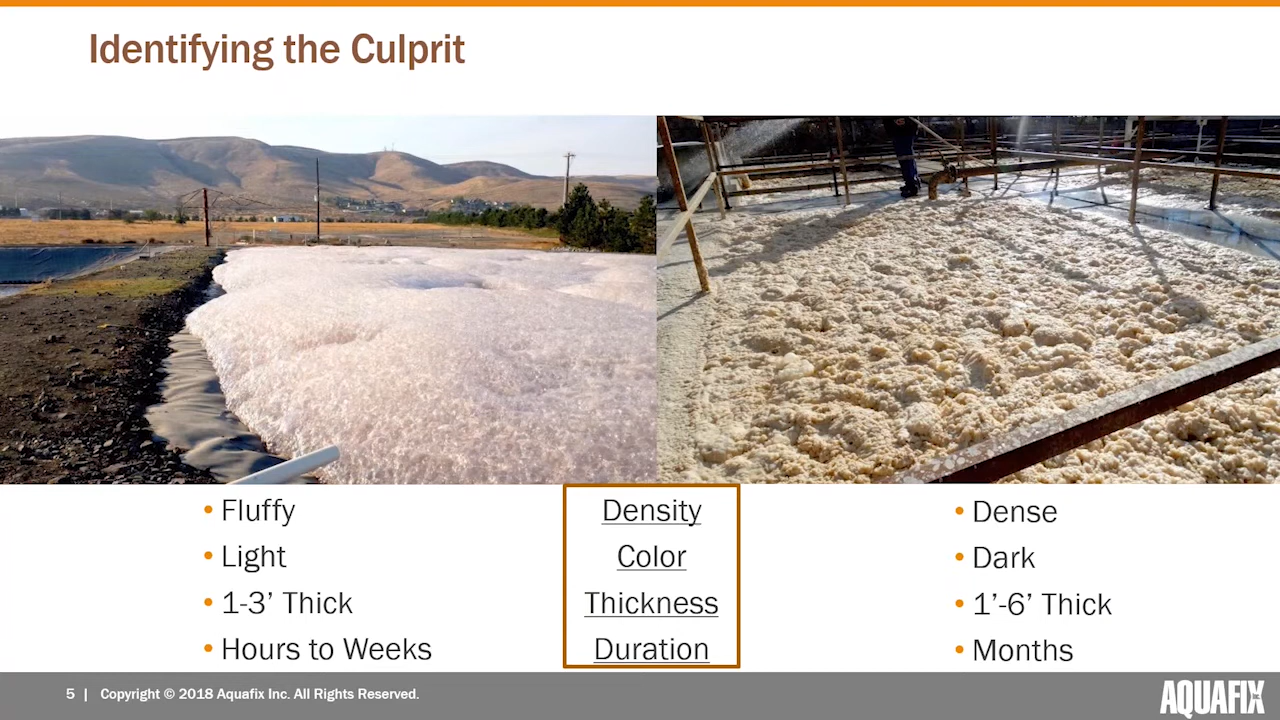 Identifying the Culprit
• Fluffy
• Light
• 1-3’ Thick
• Hours to Weeks
Density
Color
Thickness
Duration
• Dense
• Dark
• 1’-6’ Thick
• Months
5 | Copyright © 2018 Aquafix Inc. All Rights Reserved.
AQUAFIX Inc.